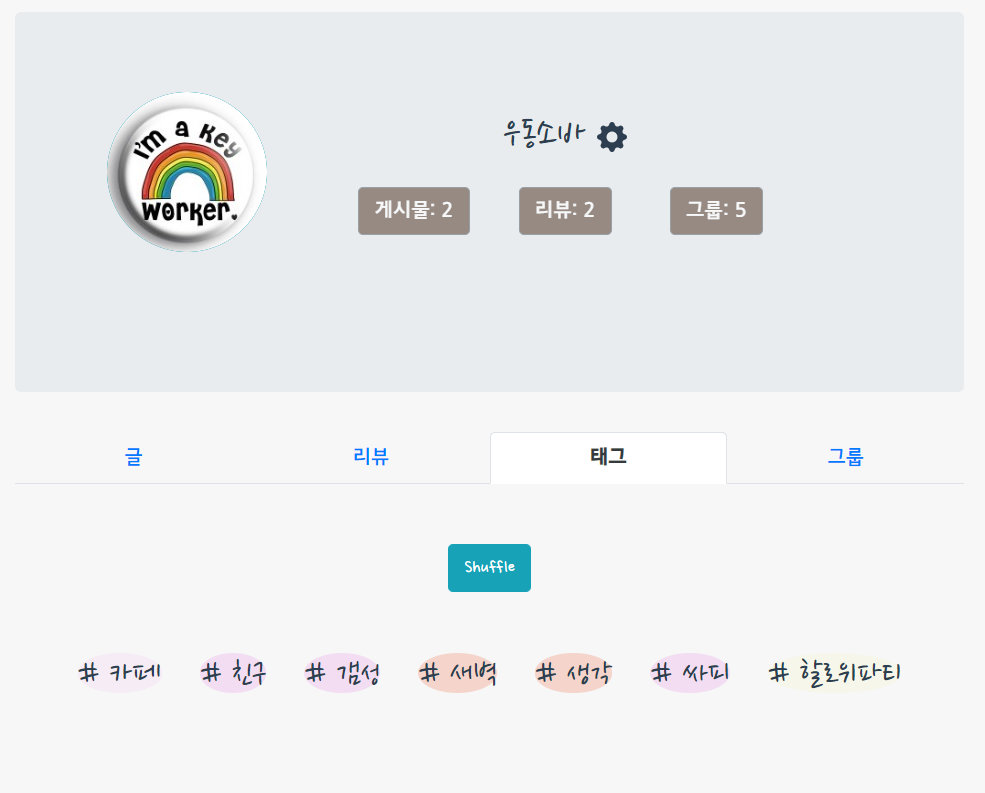 I'm a Key
worker.
우동소바
게시물: 2 리뷰: 2 그룹: 5
글 리뷰 태그 그룹
Shuffle
# 카페 # 친구 # 갬성 # 새벽 # 생각 # 싸피 # 할로위파티